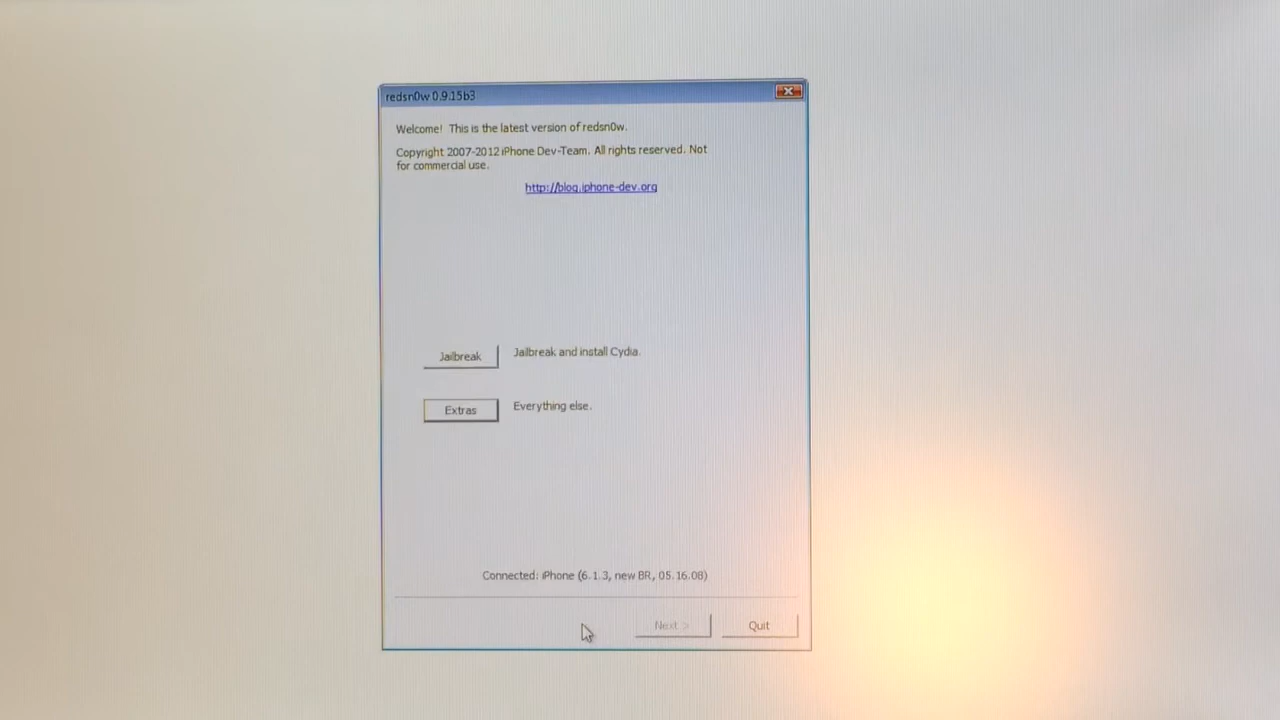 redsn0w 0.9.15b3
Welcome! This is the latest version of redsn0w.
Copyright 2007-2012 iPhone Dev-Team. All rights reserved. Not
for commercial use.
http://blog.iphone-dev.org
Jailbreak Jailbreak and install Cydia.
Extras Everything else.
Connected: iPhone (6.1.3, new BR, 05.16.08)
Next > Quit